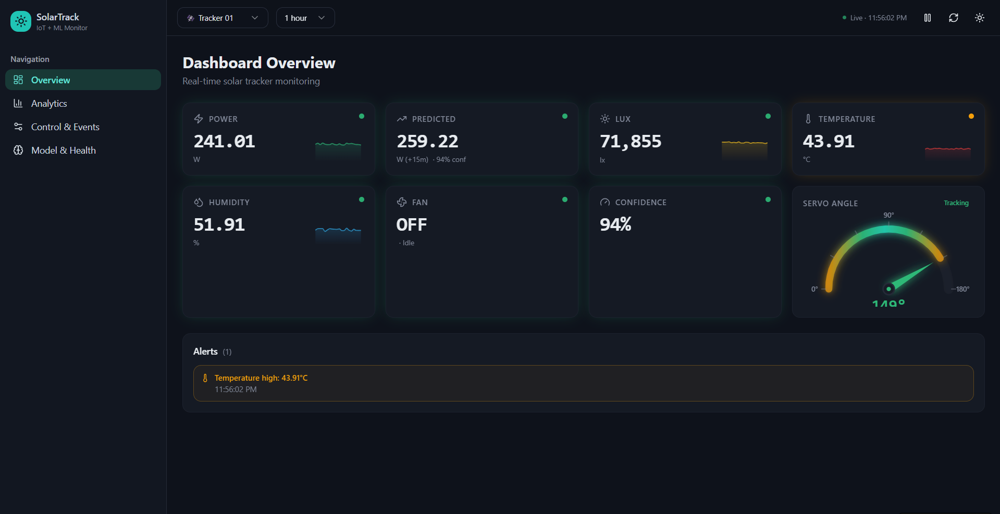 SolarTrack
IoT + ML Monitor
Navigation
Overview
Analytics
Control & Events
Model & Health
Tracker 01
1 hour
Live · 11:56:02 PM
Dashboard Overview
Real-time solar tracker monitoring
POWER
241.01
W
PREDICTED
259.22
W (+15m) · 94% conf
LUX
71,855
lx
TEMPERATURE
43.91
°C
HUMIDITY
51.91
%
FAN
OFF
· Idle
CONFIDENCE
94%
SERVO ANGLE
Tracking
90°
0°
180°
149°
Alerts (1)
Temperature high: 43.91°C
11:56:02 PM